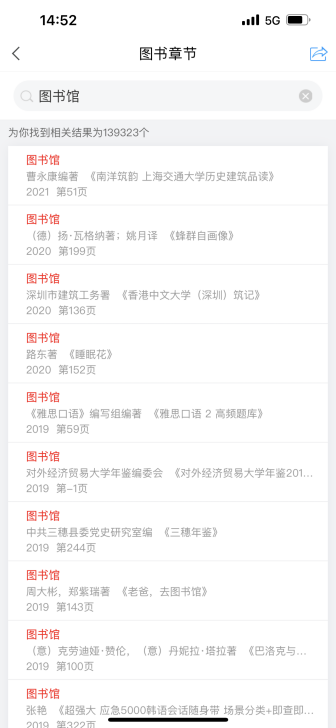 14:52
5G
图书章节
图书馆
为你找到相关结果为139323个
图书馆
曹永康编著 《南洋筑韵 上海交通大学历史建筑品读》
2021 第51页
图书馆
（德）扬·瓦格纳著；姚月译 《蜂群自画像》
2020 第199页
图书馆
深圳市建筑工务署 《香港中文大学（深圳）筑记》
2020 第136页
图书馆
路东著 《睡眠花》
2020 第152页
图书馆
《雅思口语》编写组编著 《雅思口语 2 高频题库》
2019 第59页
图书馆
对外经济贸易大学年鉴编委会 《对外经济贸易大学年鉴201...
2019 第-1页
图书馆
中共三穗县委党史研究室编 《三穗年鉴》
2019 第244页
图书馆
周大彬，郑紫瑞著 《老爸，去图书馆》
2019 第143页
图书馆
（意）克劳迪娅·赞伦，（意）丹妮拉·塔拉著 《巴洛克与...
2019 第100页
图书馆
张艳 《超强大 应急5000韩语会话随身带 场景分类+即查即...
2019 第322页